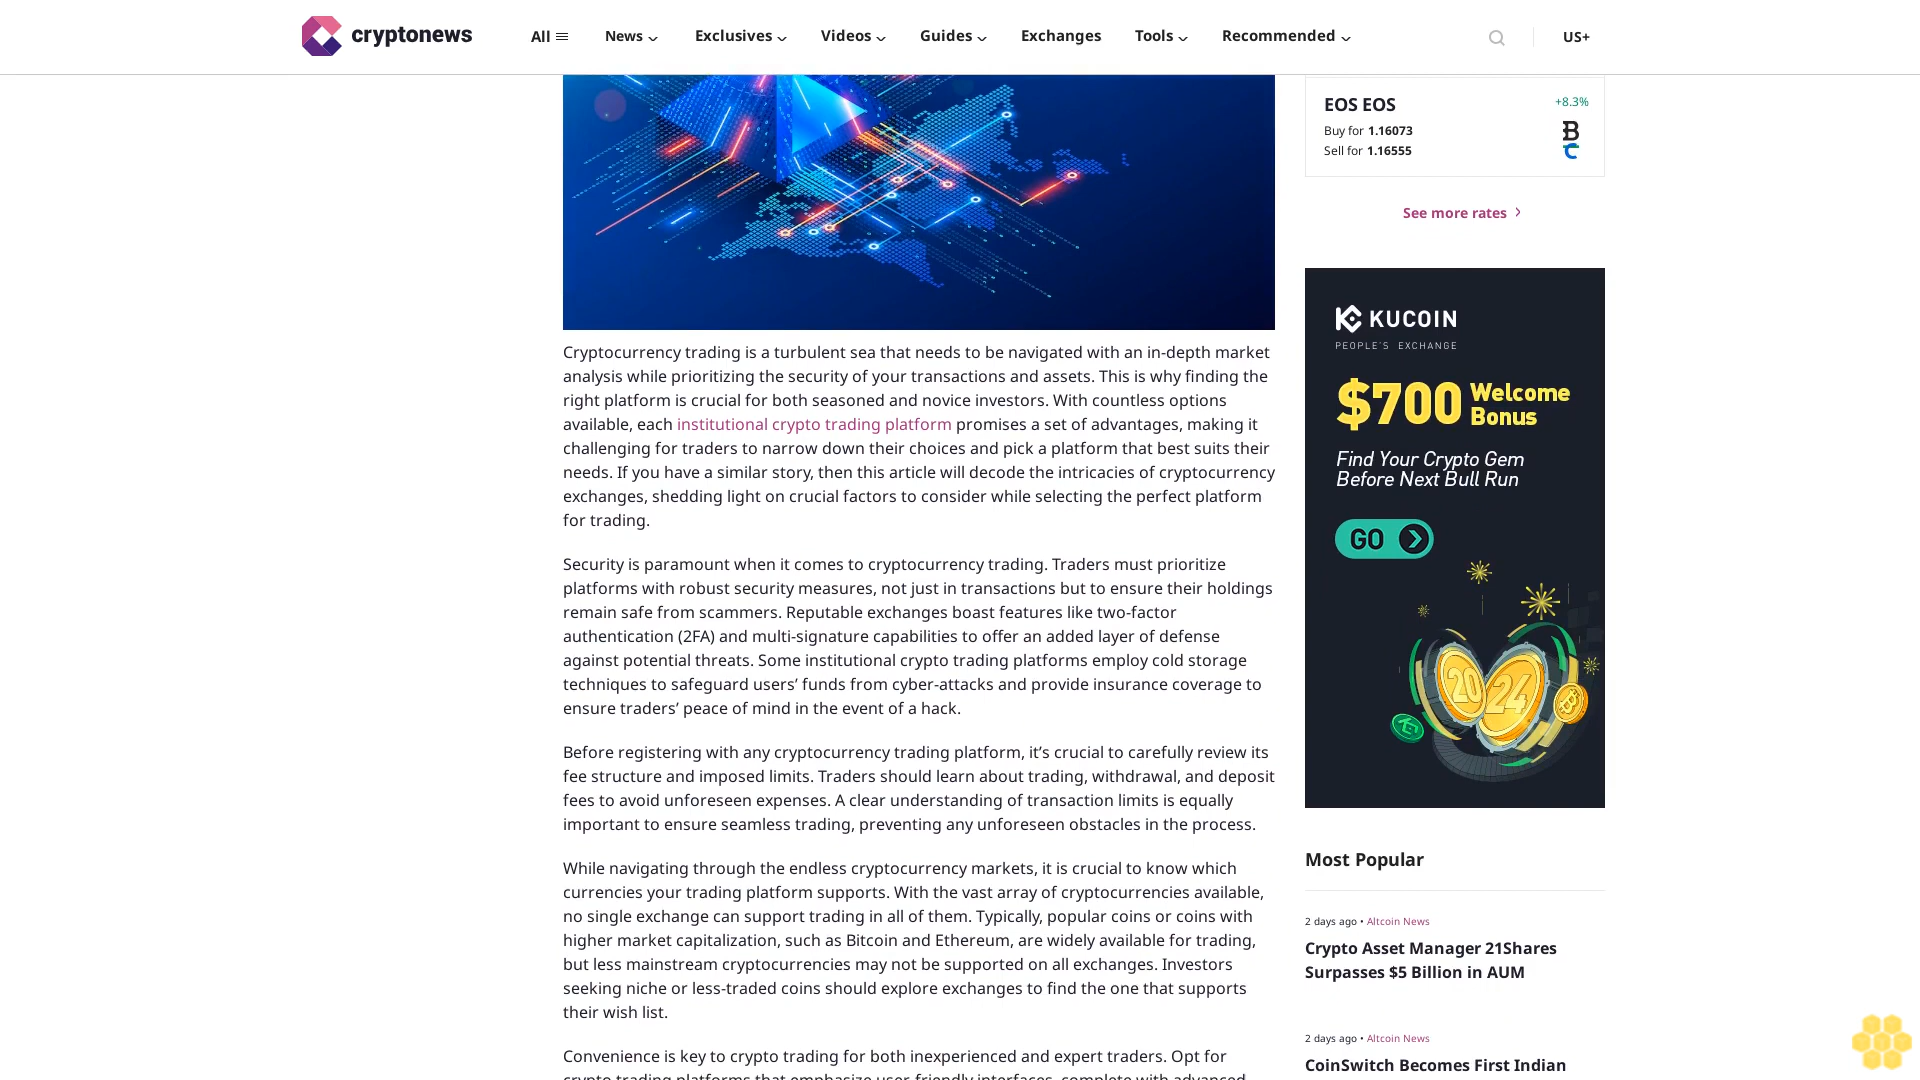 cryptonews
All
News
Exclusives
Videos
Guides
Exchanges
Tools
Recommended
US+
Cryptocurrency trading is a turbulent sea that needs to be navigated with an in-depth market
analysis while prioritizing the security of your transactions and assets. This is why finding the
right platform is crucial for both seasoned and novice investors. With countless options
available, each institutional crypto trading platform promises a set of advantages, making it
challenging for traders to narrow down their choices and pick a platform that best suits their
needs. If you have a similar story, then this article will decode the intricacies of cryptocurrency
exchanges, shedding light on crucial factors to consider while selecting the perfect platform
for trading.
Security is paramount when it comes to cryptocurrency trading. Traders must prioritize
platforms with robust security measures, not just in transactions but to ensure their holdings
remain safe from scammers. Reputable exchanges boast features like two-factor
authentication (2FA) and multi-signature capabilities to offer an added layer of defense
against potential threats. Some institutional crypto trading platforms employ cold storage
techniques to safeguard users’ funds from cyber-attacks and provide insurance coverage to
ensure traders’ peace of mind in the event of a hack.
Before registering with any cryptocurrency trading platform, it’s crucial to carefully review its
fee structure and imposed limits. Traders should learn about trading, withdrawal, and deposit
fees to avoid unforeseen expenses. A clear understanding of transaction limits is equally
important to ensure seamless trading, preventing any unforeseen obstacles in the process.
While navigating through the endless cryptocurrency markets, it is crucial to know which
currencies your trading platform supports. With the vast array of cryptocurrencies available,
no single exchange can support trading in all of them. Typically, popular coins or coins with
higher market capitalization, such as Bitcoin and Ethereum, are widely available for trading,
but less mainstream cryptocurrencies may not be supported on all exchanges. Investors
seeking niche or less-traded coins should explore exchanges to find the one that supports
their wish list.
Convenience is key to crypto trading for both inexperienced and expert traders. Opt for
crypto trading platforms that emphasize user-friendly interfaces, complete with advanced
EOS EOS
+8.3%
Buy for 1.16073
Sell for 1.16555
See more rates
KUCOIN
PEOPLE'S EXCHANGE
$700 Welcome
Bonus
Find Your Crypto Gem
Before Next Bull Run
GO
20 24
Most Popular
2 days ago • Altcoin News
Crypto Asset Manager 21Shares
Surpasses $5 Billion in AUM
2 days ago • Altcoin News
CoinSwitch Becomes First Indian